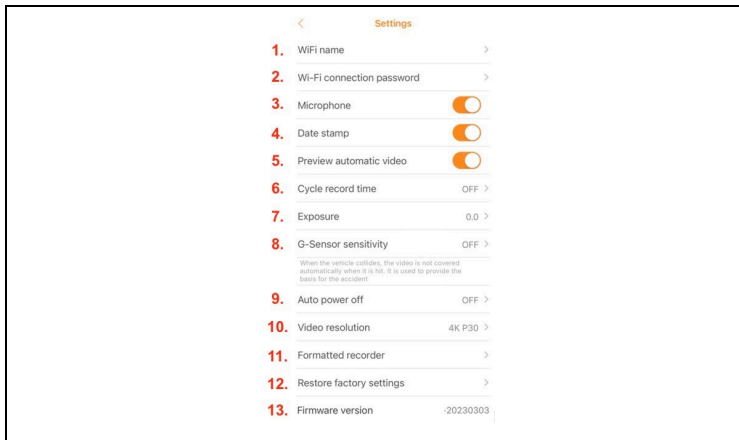 Settings
1. WiFi name
2. Wi-Fi connection password
3. Microphone
4. Date stamp
5. Preview automatic video
6. Cycle record time OFF
7. Exposure 0.0
8. G-Sensor sensitivity OFF
When the vehicle collides, the video is not covered
automatically when it is hit. It is used to provide the
basis for the accident
9. Auto power off OFF
10. Video resolution 4K P30
11. Formatted recorder
12. Restore factory settings
13. Firmware version -20230303